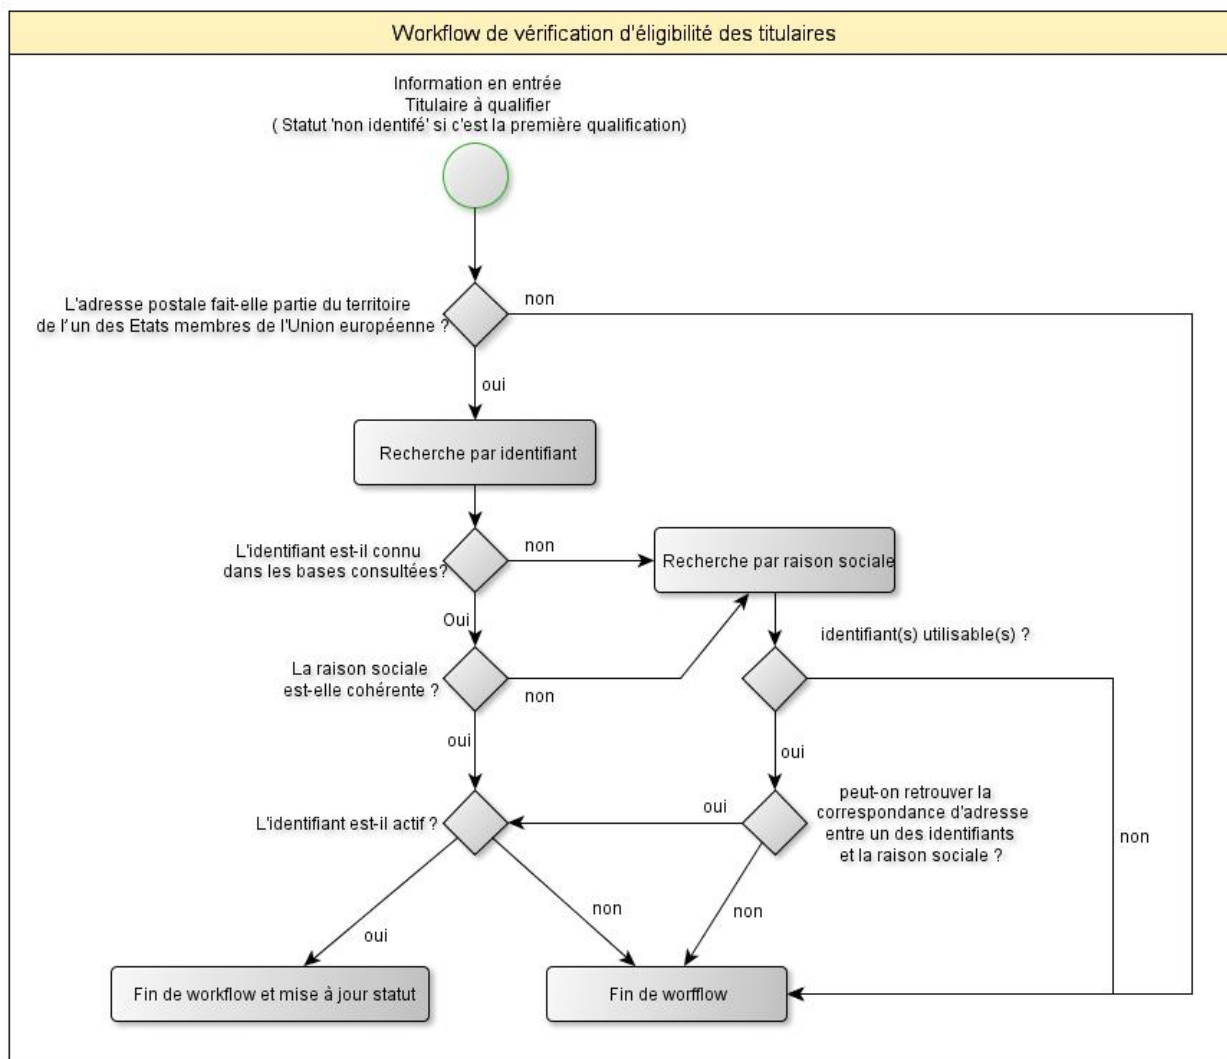 Workflow de vérification d'éligibilité des titulaires
Information en entrée
Titulaire à qualifier
( Statut 'non identifé' si c'est la première qualification)
L'adresse postale fait-elle partie du territoire
de l'un des Etats membres de l'Union européenne ?
non
oui
Recherche par identifiant
L'identifiant est-il connu
dans les bases consultées?
non
Recherche par raison sociale
Oui
identifiant(s) utilisable(s) ?
La raison sociale
est-elle cohérente ?
non
oui
oui
peut-on retrouver la
correspondance d'adresse
entre un des identifiants
et la raison sociale ?
oui
L'identifiant est-il actif ?
non
non
non
oui
Fin de workflow et mise à jour statut
Fin de worfflow